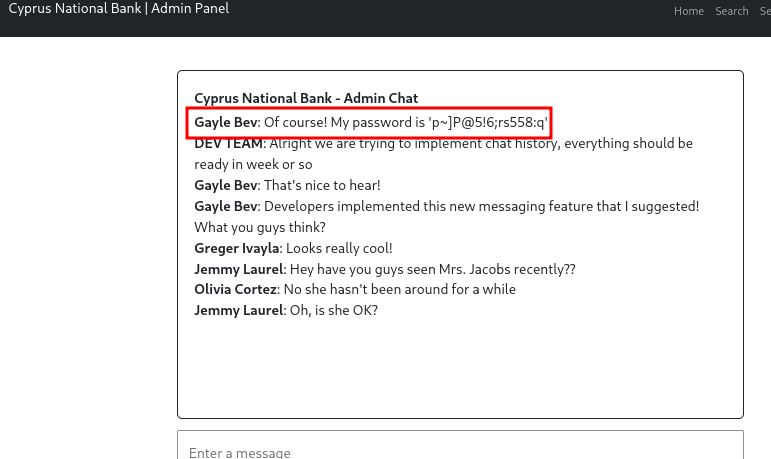 Cyprus National Bank | Admin Panel
Home Search Se
Cyprus National Bank - Admin Chat
Gayle Bev: Of course! My password is 'p~]P@5!6;rs558:q'
DEV TEAM: Alright we are trying to implement chat history, everything should be
ready in week or so
Gayle Bev: That's nice to hear!
Gayle Bev: Developers implemented this new messaging feature that I suggested!
What you guys think?
Greger Ivayla: Looks really cool!
Jemmy Laurel: Hey have you guys seen Mrs. Jacobs recently??
Olivia Cortez: No she hasn't been around for a while
Jemmy Laurel: Oh, is she OK?
Enter a message